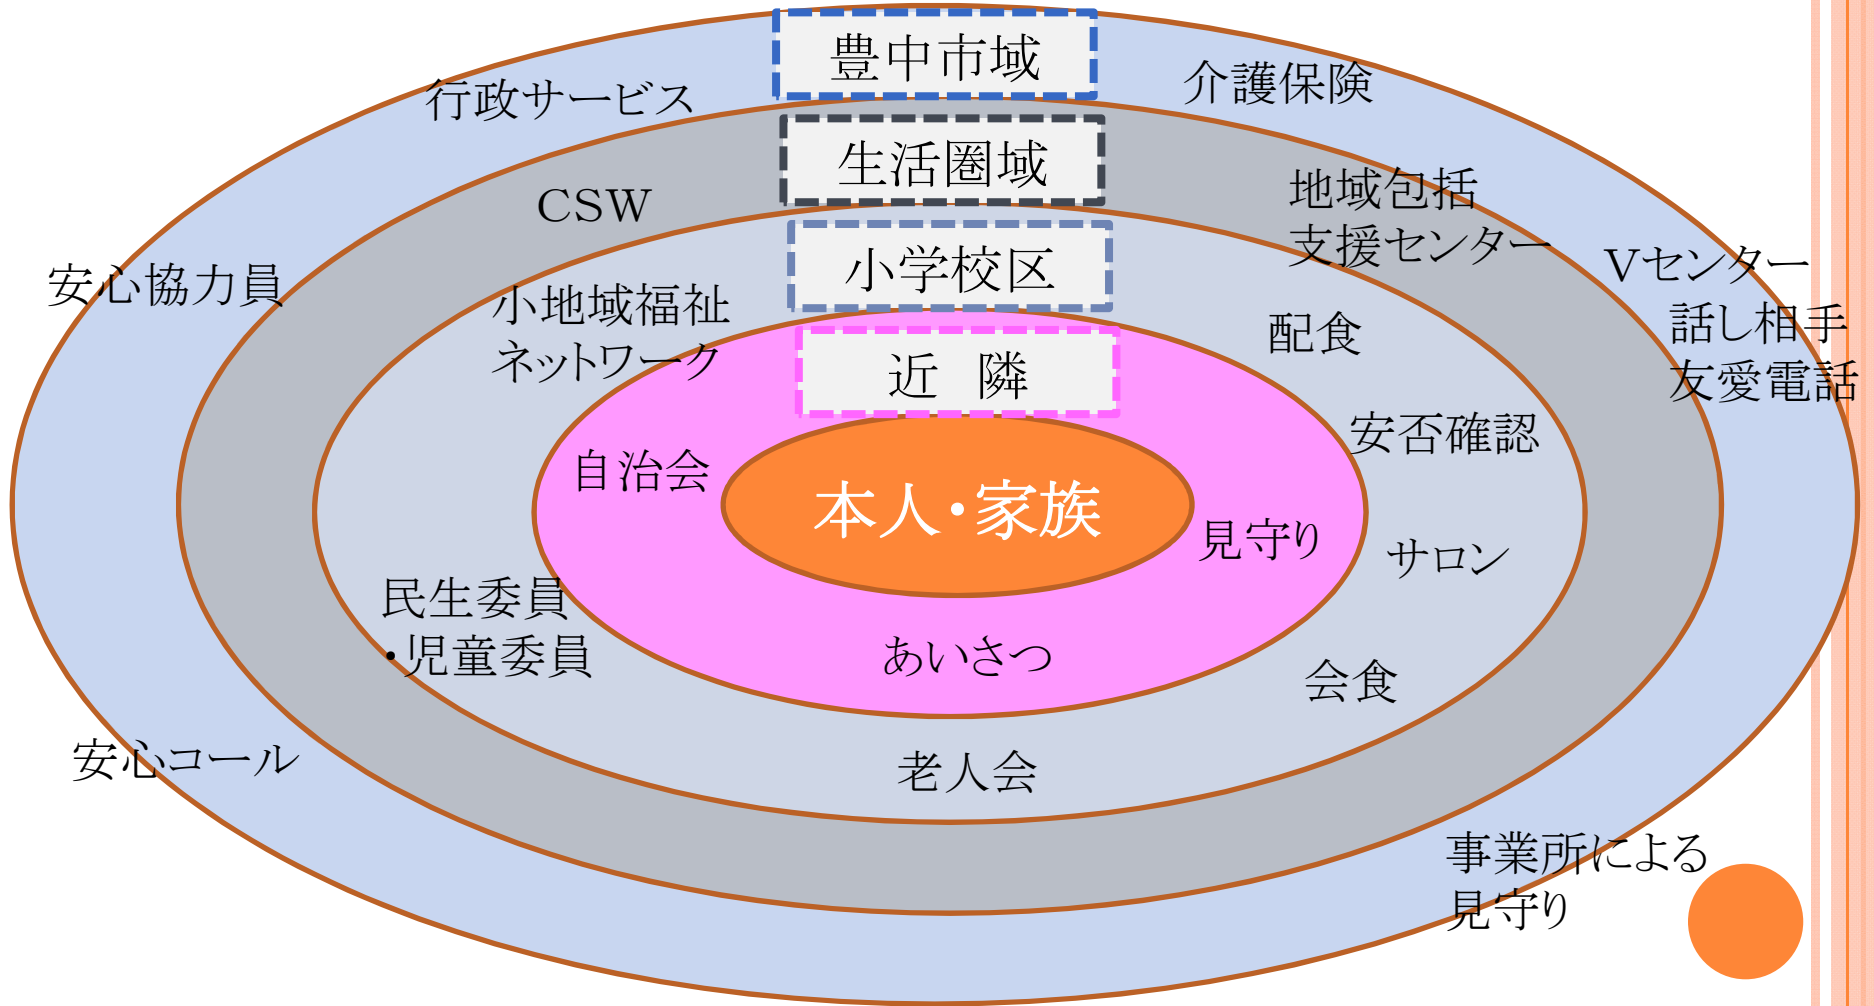 豊中市域
行政サービス
介護保険
生活圏域
CSW
地域包括
支援センター
小学校区
安心協力員
Vセンター
話し相手
友愛電話
小地域福祉
ネットワーク
配食
近　隣
安否確認
自治会
本人・家族
見守り
サロン
民生委員
・児童委員
あいさつ
会食
安心コール
老人会
事業所による
見守り